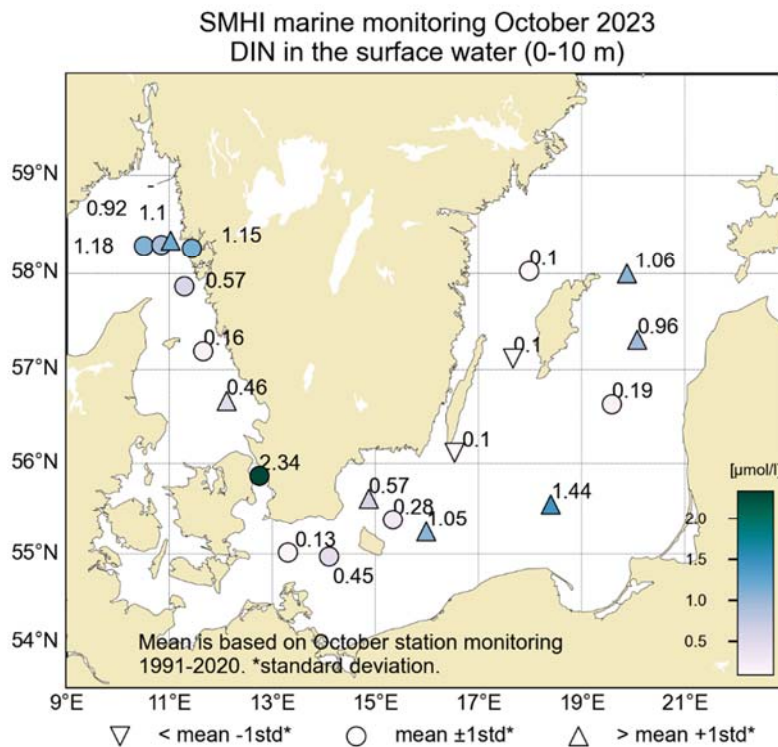 SMHI marine monitoring October 2023
DIN in the surface water (0-10 m)
59°N
58°N
57°N
56°N
55°N
54°N
-
0.92 1.1
1.18 1.15
0.57
0.16
0.46
2.34
0.1
1.06
0.1
0.96
0.19
0.1
0.57
0.28
1.05
1.44
0.13
0.45
[µmol/l]
2.0
1.5
1.0
0.5
Mean is based on October station monitoring
1991-2020. *standard deviation.
9°E 11°E 13°E 15°E 17°E 19°E 21°E
< mean -1std* mean ±1std* > mean +1std*